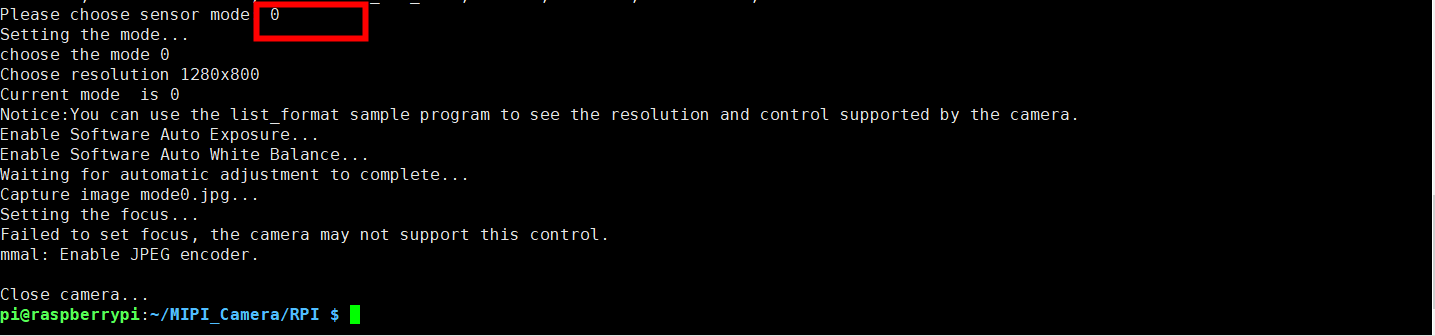 Please choose sensor mode 0
Setting the mode...
choose the mode 0
Choose resolution 1280x800
Current mode  is 0
Notice:You can use the list_format sample program to see the resolution and control supported by the camera.
Enable Software Auto Exposure...
Enable Software Auto White Balance...
Waiting for automatic adjustment to complete...
Capture image mode0.jpg...
Setting the focus...
Failed to set focus, the camera may not support this control.
mmal: Enable JPEG encoder.
Close camera...
pi@raspberrypi:~/MIPI_Camera/RPI $